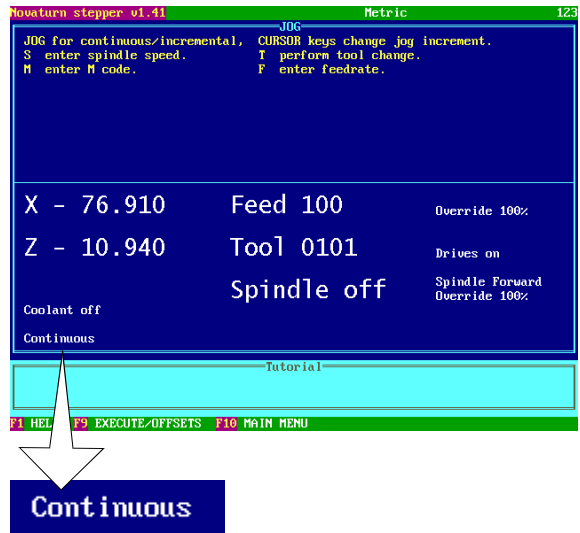 Novaturn stepper v1.41 Metric 123
JOG
JOG for continuous/incremental, CURSOR keys change jog increment.
S enter spindle speed. T perform tool change.
M enter M code. F enter feedrate.
X - 76.910 Feed 100 Override 100%
Z - 10.940 Tool 0101 Drives on
Spindle off Spindle Forward
Override 100%
Coolant off
Continuous
Tutorial
F1 HEL F9 EXECUTE/OFFSETS F10 MAIN MENU
Continuous